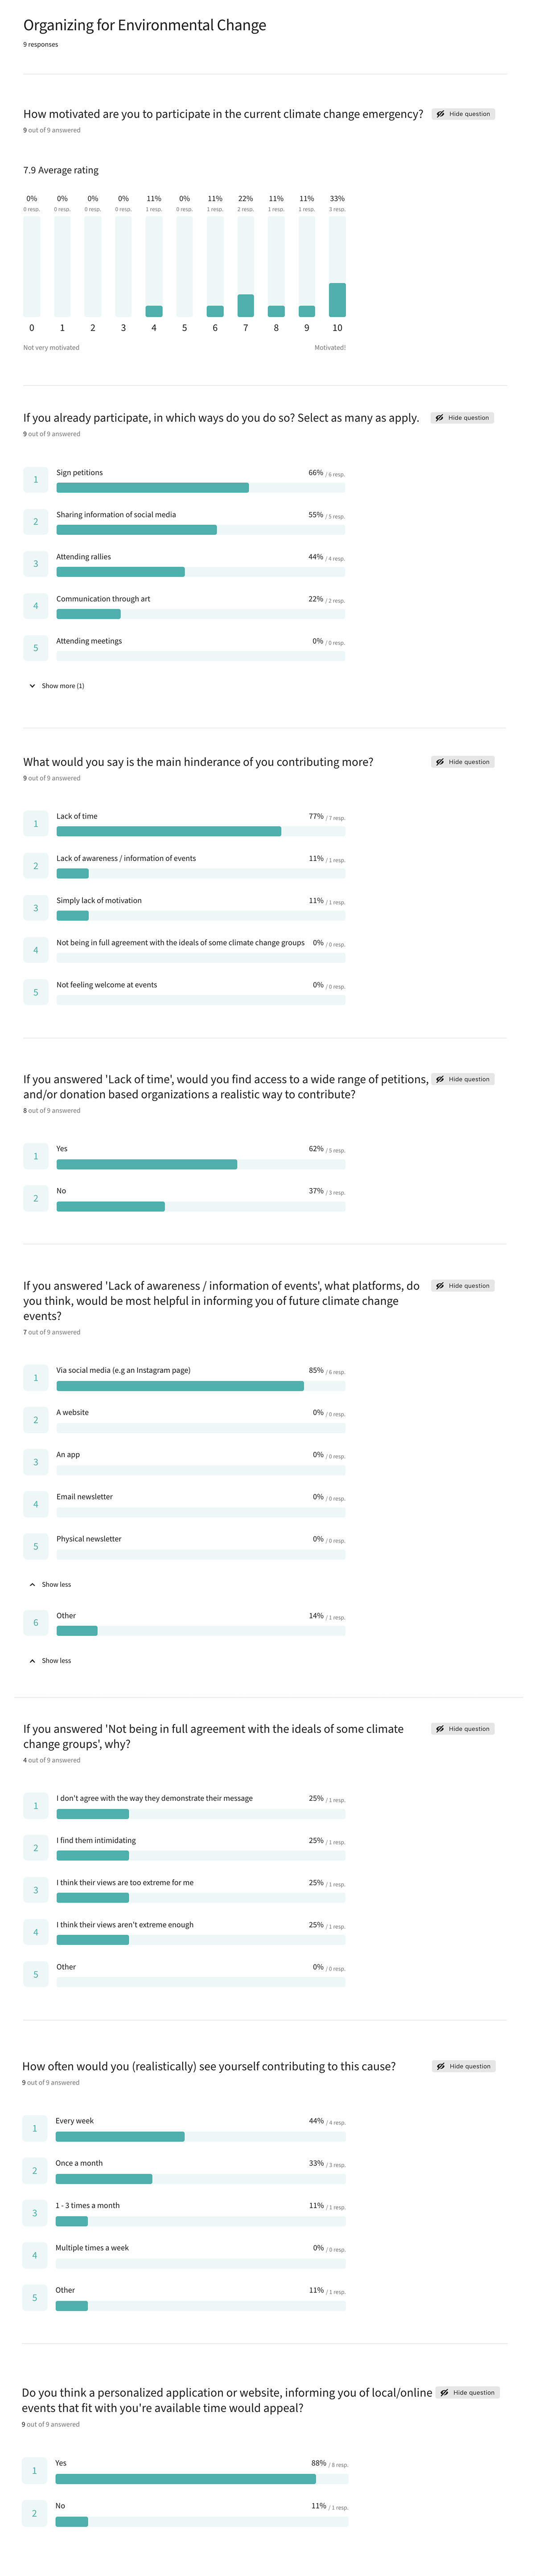 Organizing for Environmental Change
9 responses
How motivated are you to participate in the current climate change emergency?
Hide question
9 out of 9 answered
7.9 Average rating
0% 0% 0% 0% 11% 0% 11% 22% 11% 11% 33%
0 resp. 0 resp. 0 resp. 0 resp. 1 resp. 0 resp. 1 resp. 2 resp. 1 resp. 1 resp. 3 resp.
0 1 2 3 4 5 6 7 8 9 10
Not very motivated Motivated!
If you already participate, in which ways do you do so? Select as many as apply.
Hide question
9 out of 9 answered
1 Sign petitions 66% / 6 resp.
2 Sharing information of social media 55% / 5 resp.
3 Attending rallies 44% / 4 resp.
4 Communication through art 22% / 2 resp.
5 Attending meetings 0% / 0 resp.
Show more (1)
What would you say is the main hinderance of you contributing more?
Hide question
9 out of 9 answered
1 Lack of time 77% / 7 resp.
2 Lack of awareness / information of events 11% / 1 resp.
3 Simply lack of motivation 11% / 1 resp.
4 Not being in full agreement with the ideals of some climate change groups 0% / 0 resp.
5 Not feeling welcome at events 0% / 0 resp.
If you answered 'Lack of time', would you find access to a wide range of petitions,
Hide question
and/or donation based organizations a realistic way to contribute?
8 out of 9 answered
1 Yes 62% / 5 resp.
2 No 37% / 3 resp.
If you answered 'Lack of awareness / information of events', what platforms, do
Hide question
you think, would be most helpful in informing you of future climate change
events?
7 out of 9 answered
1 Via social media (e.g an Instagram page) 85% / 6 resp.
2 A website 0% / 0 resp.
3 An app 0% / 0 resp.
4 Email newsletter 0% / 0 resp.
5 Physical newsletter 0% / 0 resp.
Show less
6 Other 14% / 1 resp.
Show less
If you answered 'Not being in full agreement with the ideals of some climate
Hide question
change groups', why?
4 out of 9 answered
1 I don't agree with the way they demonstrate their message 25% / 1 resp.
2 I find them intimidating 25% / 1 resp.
3 I think their views are too extreme for me 25% / 1 resp.
4 I think their views aren't extreme enough 25% / 1 resp.
5 Other 0% / 0 resp.
How often would you (realistically) see yourself contributing to this cause?
Hide question
9 out of 9 answered
1 Every week 44% / 4 resp.
2 Once a month 33% / 3 resp.
3 1 - 3 times a month 11% / 1 resp.
4 Multiple times a week 0% / 0 resp.
5 Other 11% / 1 resp.
Do you think a personalized application or website, informing you of local/online
Hide question
events that fit with you're available time would appeal?
9 out of 9 answered
1 Yes 88% / 8 resp.
2 No 11% / 1 resp.